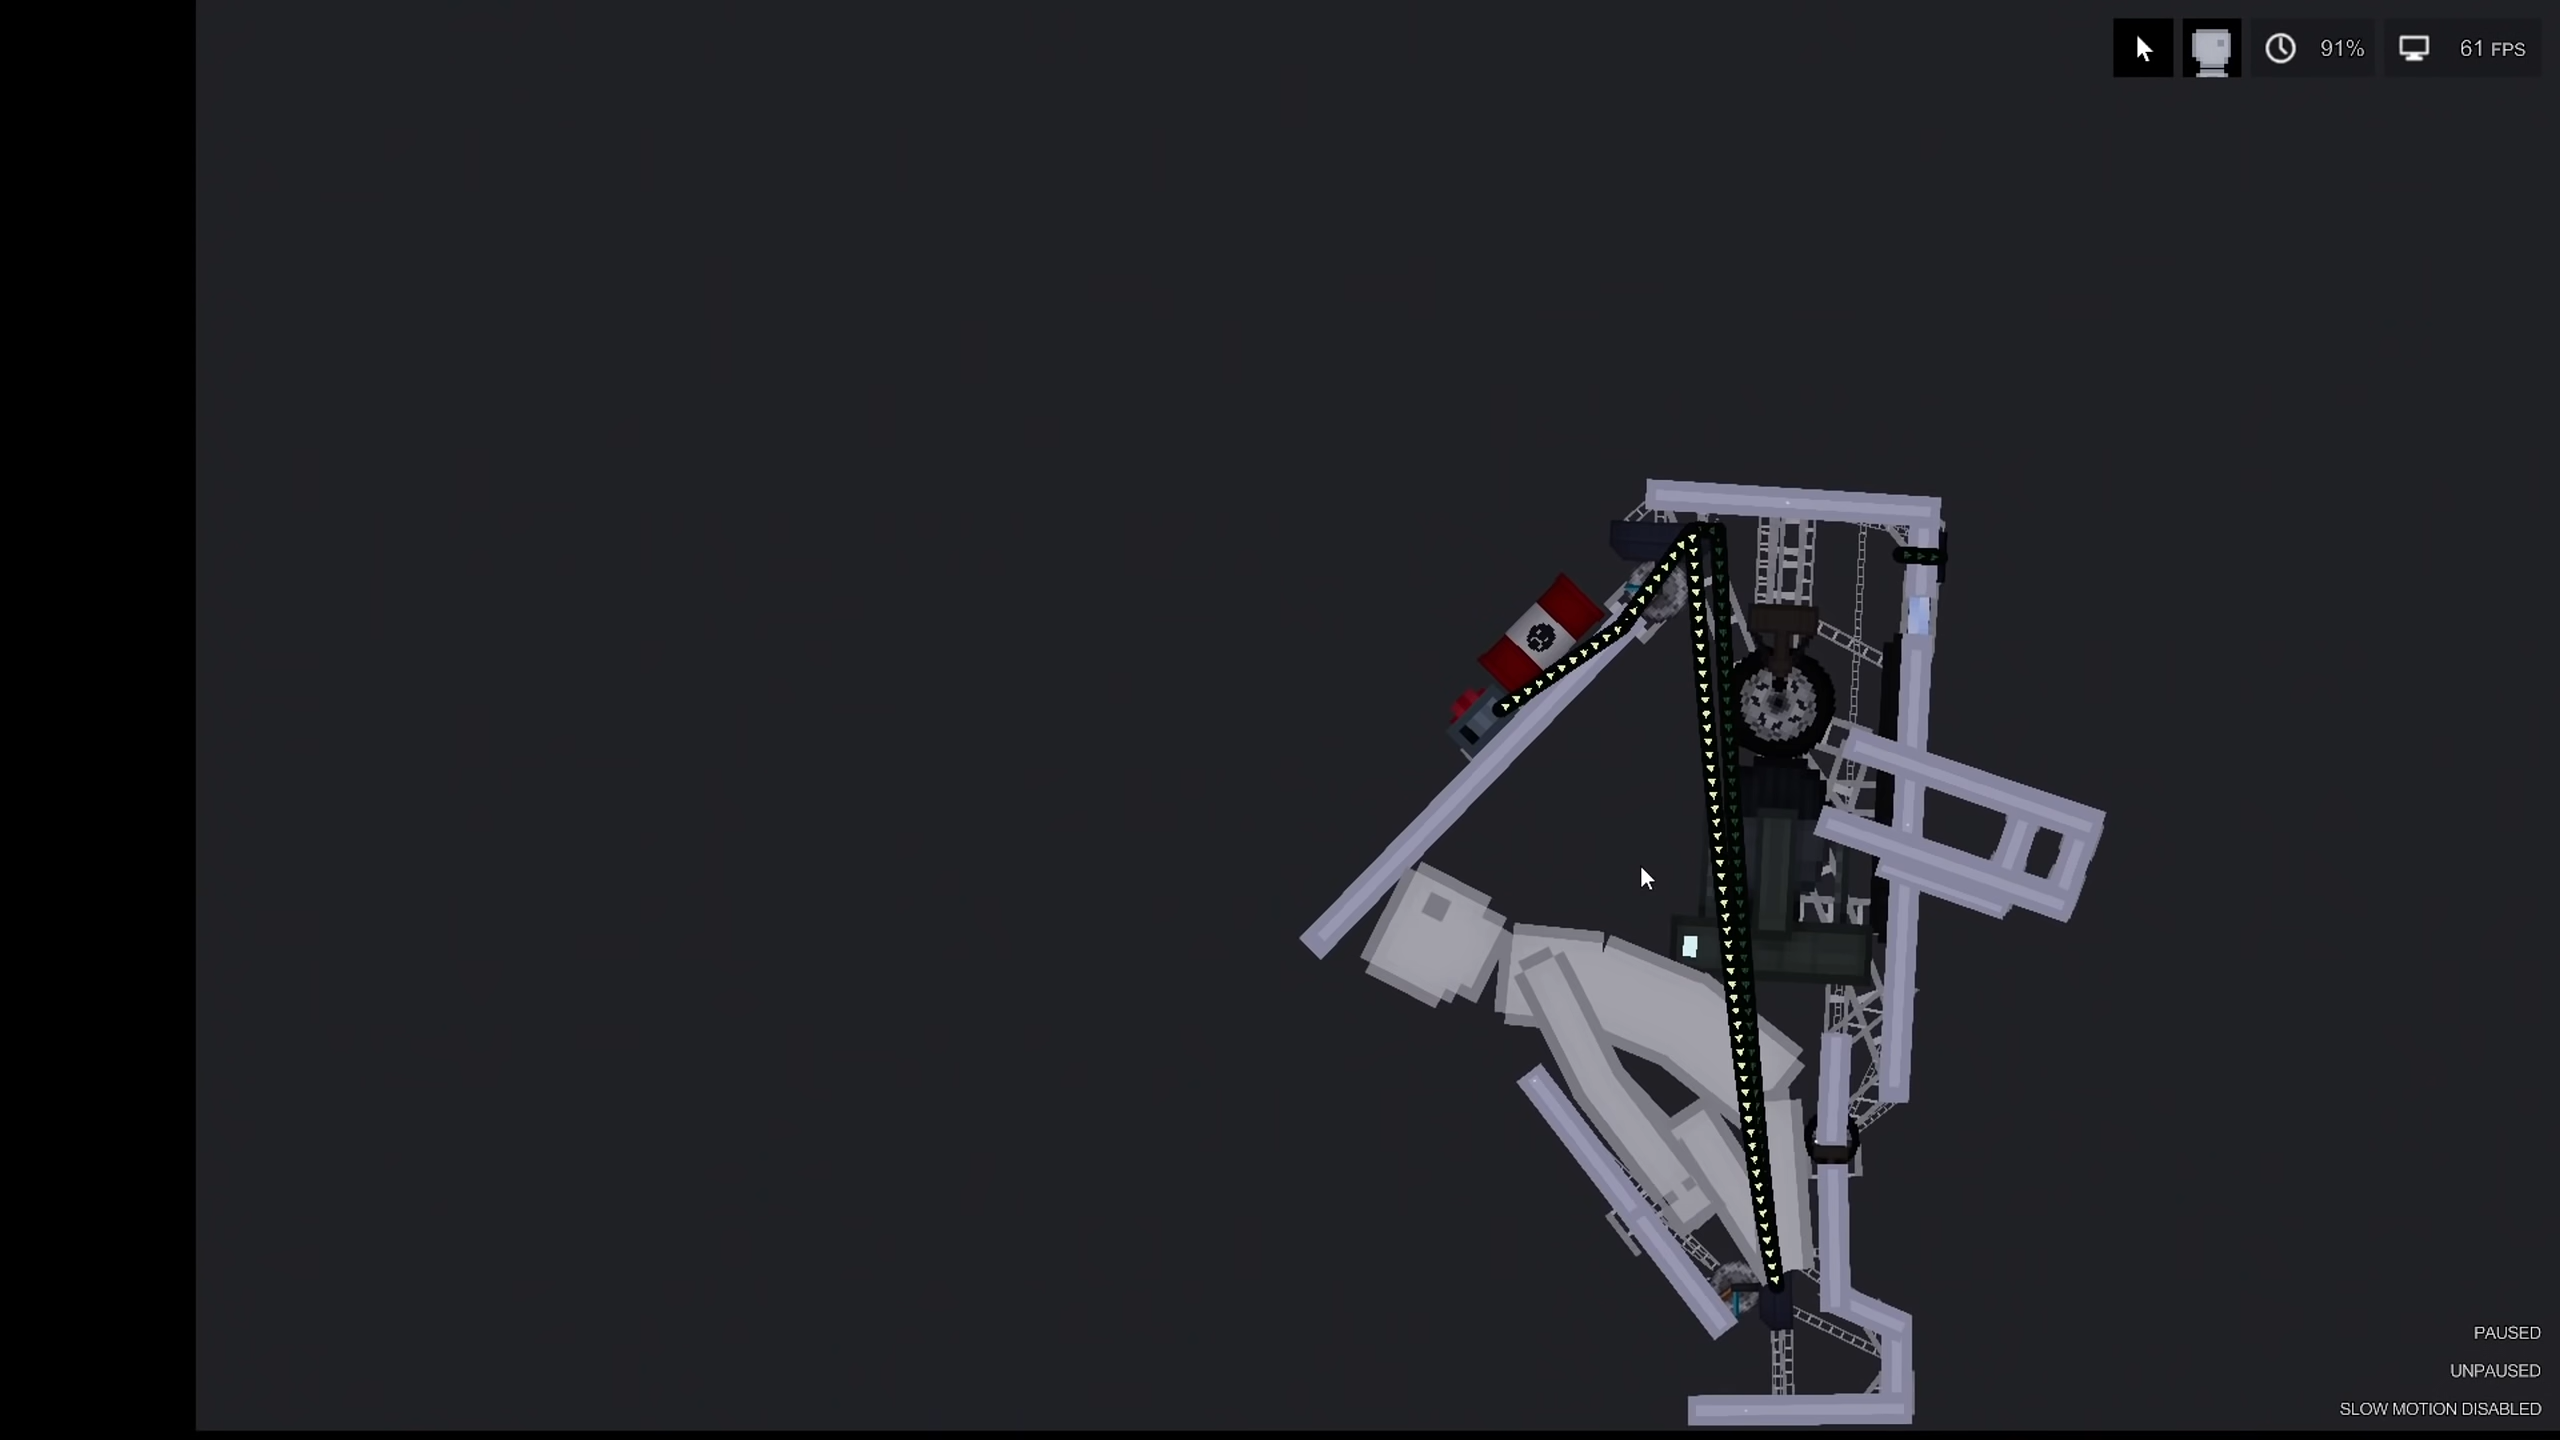 91%
61 FPS
PAUSED
UNPAUSED
SLOW MOTION DISABLED